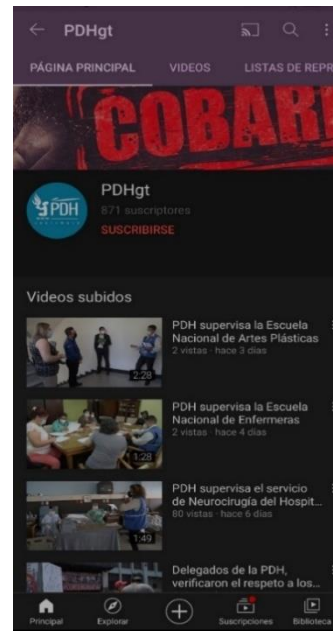 PDHgt
PÁGINA PRINCIPAL VIDEOS LISTAS DE REPR
COBAR
PDH
PDHgt
871 suscriptores
SUSCRIBIRSE
Videos subidos
PDH supervisa la Escuela
Nacional de Artes Plásticas
2 vistas · hace 3 días
2:28
PDH supervisa la Escuela
Nacional de Enfermeras
2 vistas · hace 4 días
1:28
PDH supervisa el servicio
de Neurocirugía del Hospit...
80 vistas · hace 6 días
1:49
Delegados de la PDH,
verificaron el respeto a los...
Principal Explorar Suscripciones Biblioteca